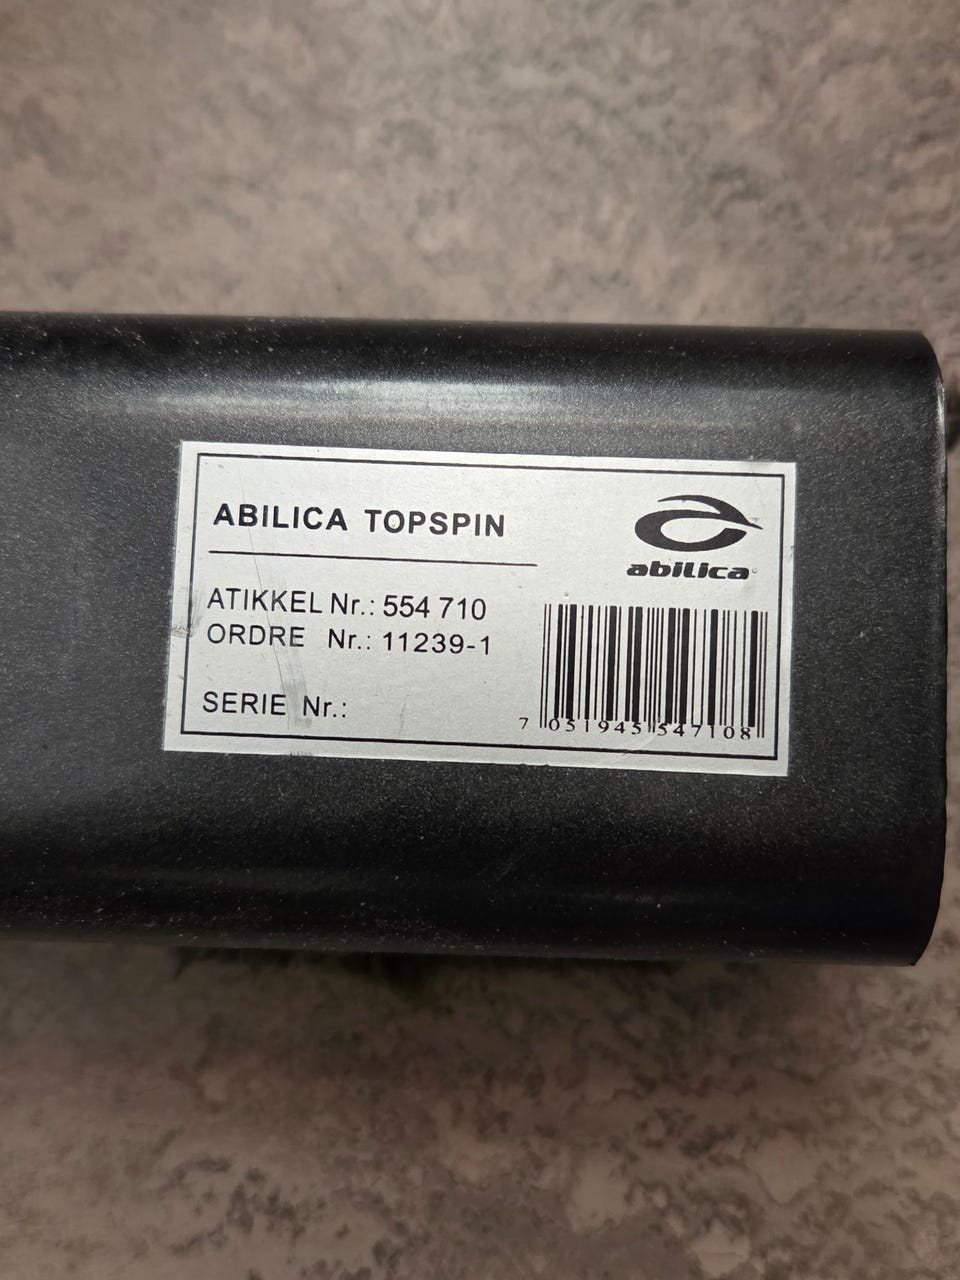 ABILICA TOPSPIN
abilica
ATIKKEL Nr.: 554 710
ORDRE Nr.: 11239-1
SERIE Nr.:
7 051945 547108